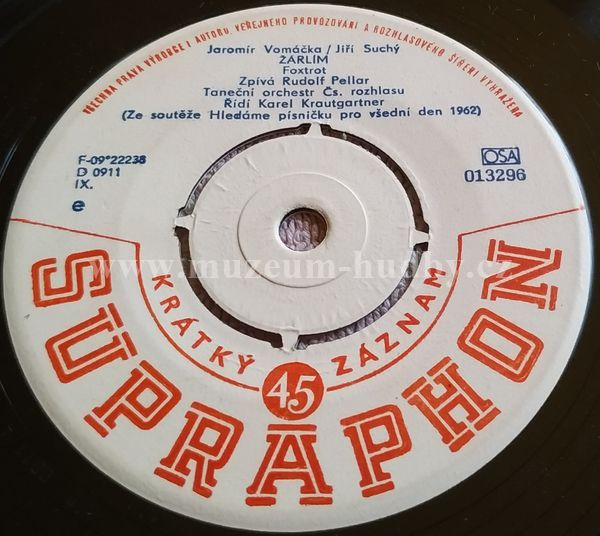 VŠECHNA PRÁVA VÝROBCE I AUTORŮ. VEŘEJNÉHO PROVOZOVÁNÍ A ROZHLASOVÉHO ŠÍŘENÍ VYHRAŽENA
Jaromír Vomáčka / Jiří Suchý
ŽÁRLÍM
Foxtrot
Zpívá Rudolf Pellar
Taneční orchestr Čs. rozhlasu
Řídí Karel Krautgartner
(Ze soutěže Hledáme písničku pro všední den 1962)
F-09*22238
D 0911
IX.
e
OSA
013296
www.muzeum-hudby.cz
KRÁTKÝ ZÁZNAM
45
SUPRAPHON